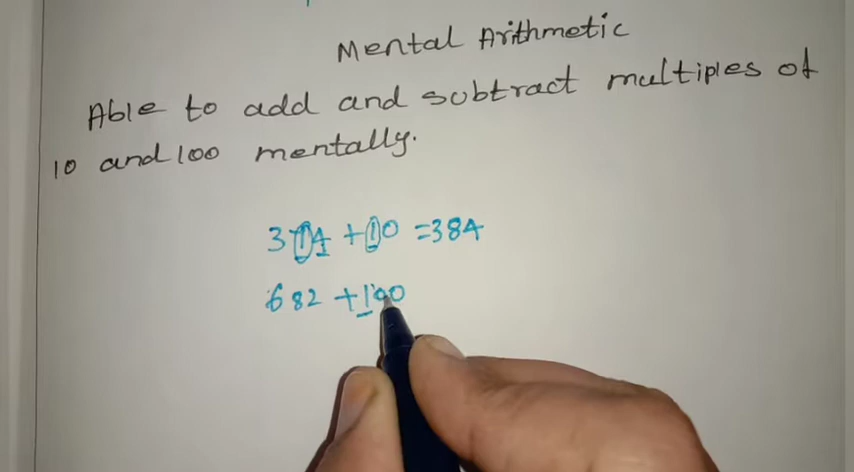 Mental Arithmetic
Able to add and subtract multiples of
10 and 100 mentally.
374 + 10 = 384
682 + 100